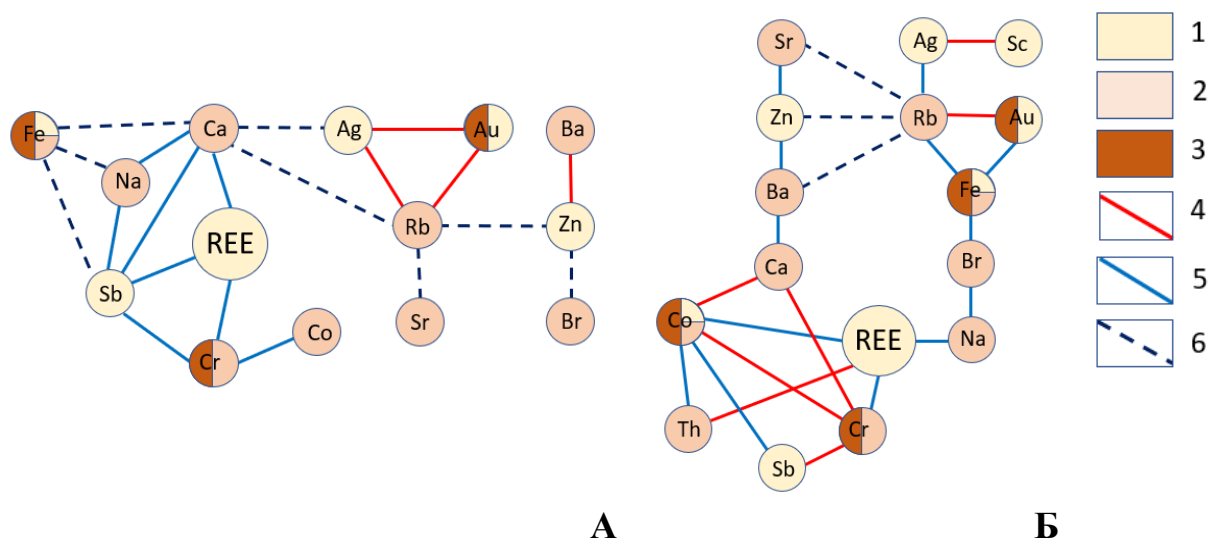 Fe
Ca
Ag
Au
Ba
Na
Rb
Zn
REE
Sb
Sr
Br
Co
Cr
А
Sr
Ag
Sc
Zn
Rb
Au
Ba
Fe
Ca
Br
Co
REE
Na
Th
Cr
Sb
Б
1
2
3
4
5
6